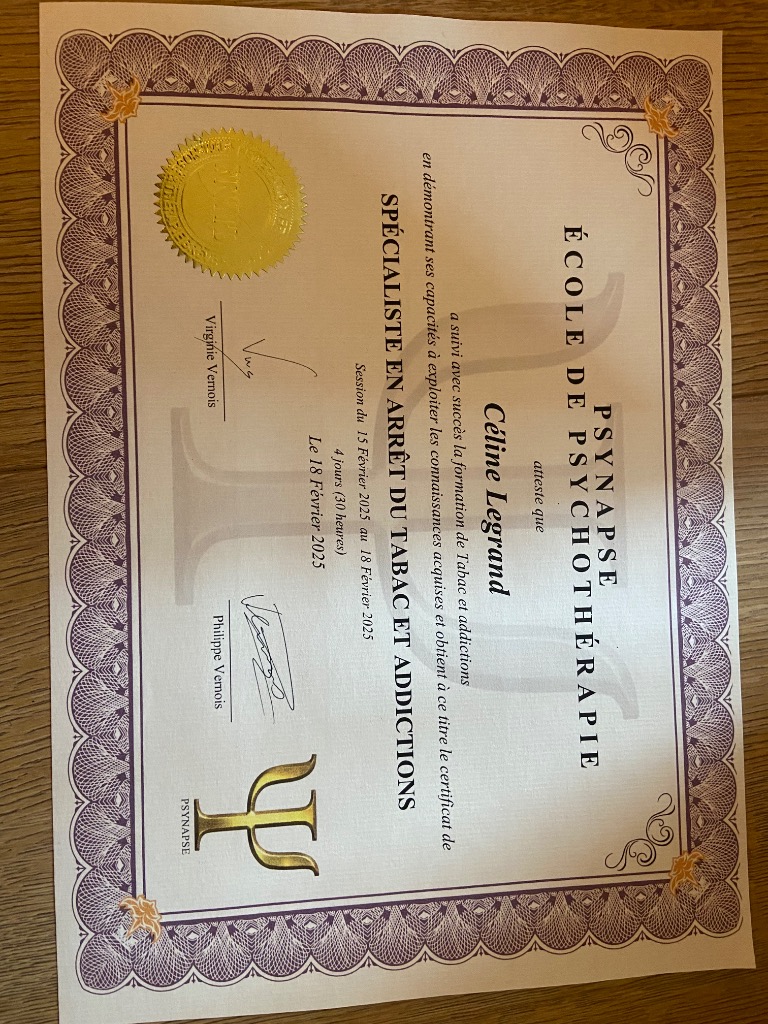 PSYNAPSE
ÉCOLE DE PSYCHOTHÉRAPIE
atteste que
Céline Legrand
a suivi avec succès la formation de Tabac et addictions
en démontrant ses capacités à exploiter les connaissances acquises et obtient à ce titre le certificat de
SPÉCIALISTE EN ARRÊT DU TABAC ET ADDICTIONS
Session du 15 Février 2025 au 18 Février 2025
4 jours (30 heures)
Le 18 Février 2025
Virginie Vernois
Philippe Vernois
PSYNAPSE